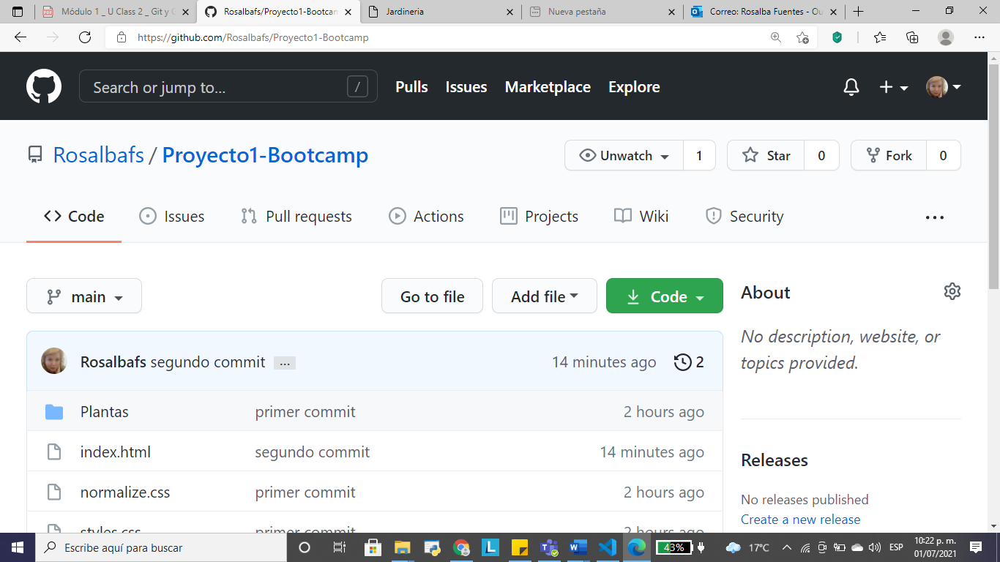 Módulo 1 _ U Class 2 _ Git y G
Rosalbafs/Proyecto1-Bootcam
Jardineria
Nueva pestaña
Correo: Rosalba Fuentes - Ou
https://github.com/Rosalbafs/Proyecto1-Bootcamp
Search or jump to... /
Pulls Issues Marketplace Explore
Rosalbafs / Proyecto1-Bootcamp
Unwatch 1 Star 0 Fork 0
Code Issues Pull requests Actions Projects Wiki Security ...
main Go to file Add file Code
About
No description, website, or
topics provided.
Rosalbafs segundo commit ... 14 minutes ago 2
Plantas primer commit 2 hours ago
index.html segundo commit 14 minutes ago
normalize.css primer commit 2 hours ago
styles.css primer commit 2 hours ago
Releases
No releases published
Create a new release
Escribe aquí para buscar
43% 17°C ESP
10:22 p. m.
01/07/2021